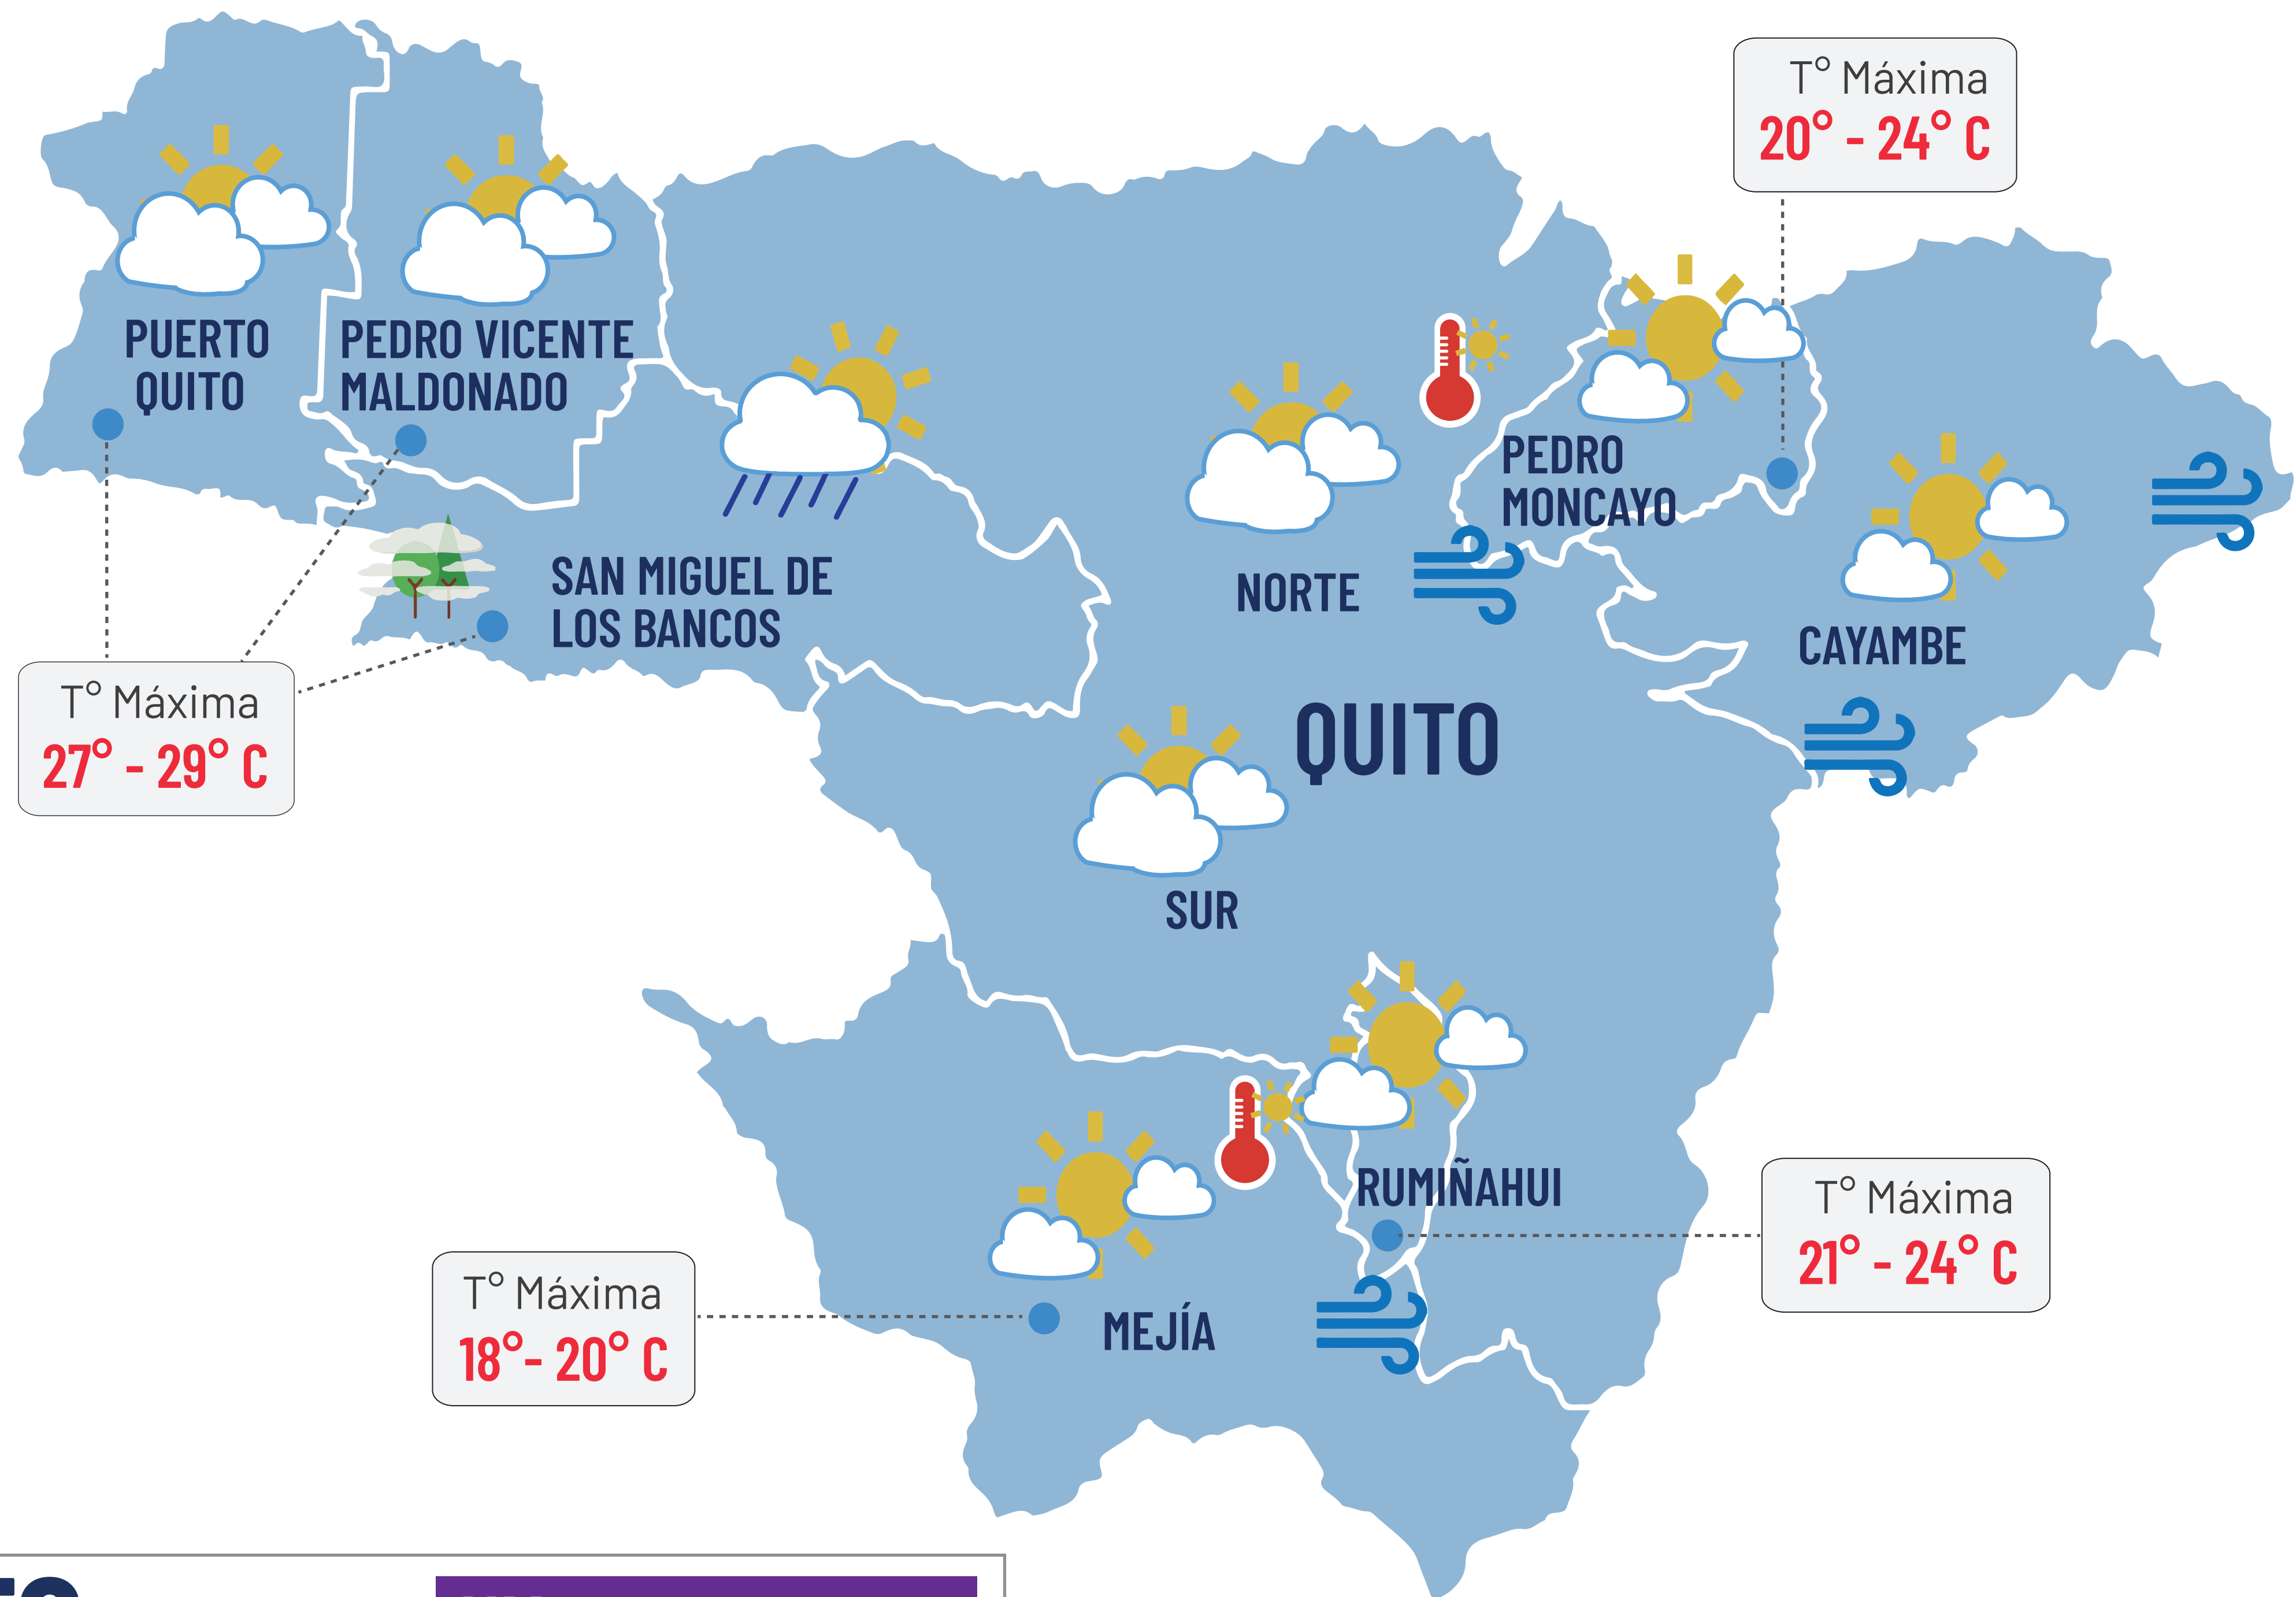 T° Máxima
20° - 24° C
PUERTO
QUITO
PEDRO VICENTE
MALDONADO
PEDRO
MONCAYO
SAN MIGUEL DE
LOS BANCOS
NORTE
CAYAMBE
T° Máxima
27° - 29° C
QUITO
SUR
RUMIÑAHUI
T° Máxima
21° - 24° C
T° Máxima
18°- 20° C
MEJÍA